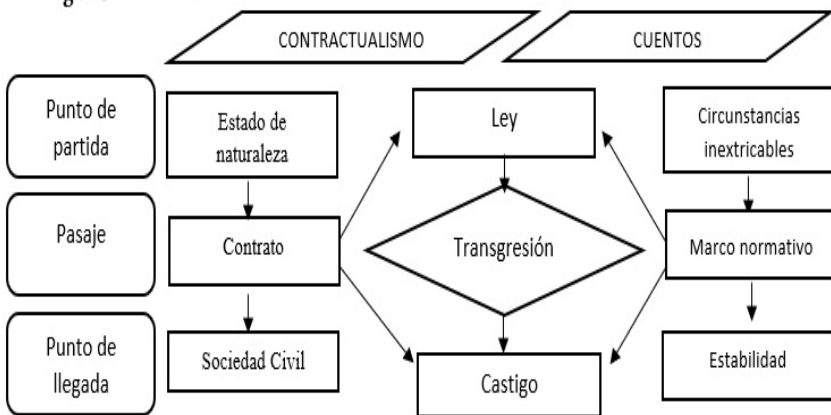 CONTRACTUALISMO
CUENTOS
Punto de
partida
Estado de
naturaleza
Ley
Circunstancias
inextricables
Pasaje
Contrato
Transgresión
Marco normativo
Punto de
llegada
Sociedad Civil
Castigo
Estabilidad